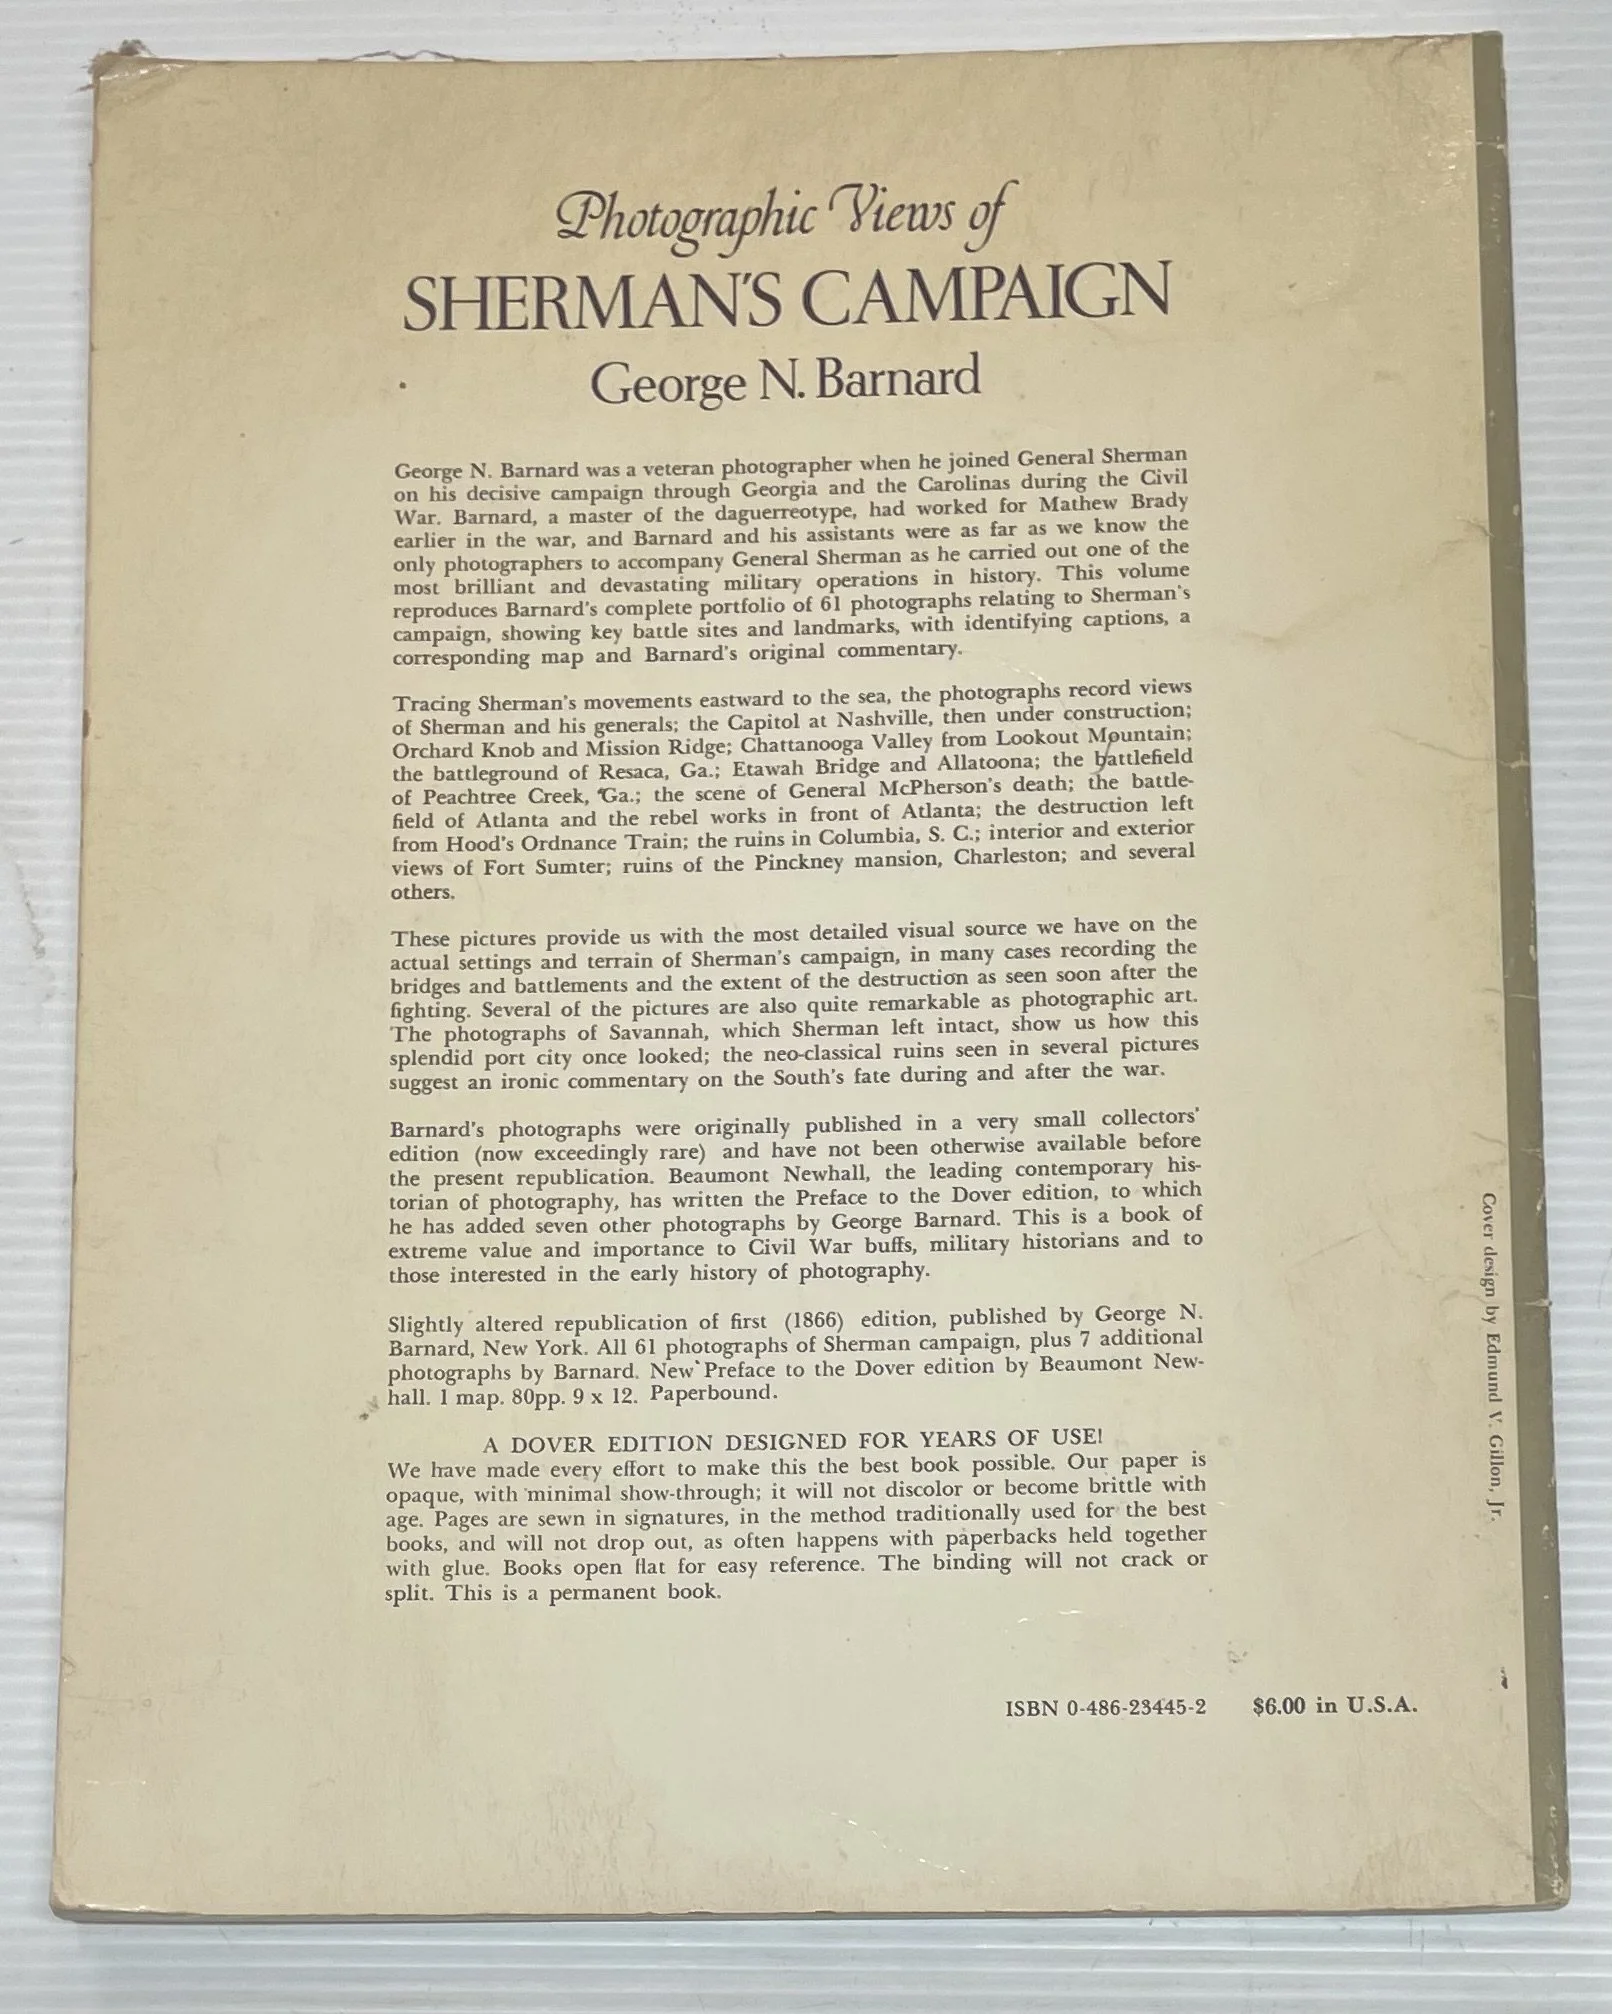 Photographic Views of
SHERMAN'S CAMPAIGN
George N. Barnard
George N. Barnard was a veteran photographer when he joined General Sherman
on his decisive campaign through Georgia and the Carolinas during the Civil
War. Barnard, a master of the daguerreotype, had worked for Mathew Brady
earlier in the war, and Barnard and his assistants were as far as we know the
only photographers to accompany General Sherman as he carried out one of the
most brilliant and devastating military operations in history. This volume
reproduces Barnard's complete portfolio of 61 photographs relating to Sherman's
campaign, showing key battle sites and landmarks, with identifying captions, a
corresponding map and Barnard's original commentary.
Tracing Sherman's movements eastward to the sea, the photographs record views
of Sherman and his generals; the Capitol at Nashville, then under construction;
Orchard Knob and Mission Ridge; Chattanooga Valley from Lookout Mountain;
the battleground of Resaca, Ga.; Etawah Bridge and Allatoona; the battlefield
of Peachtree Creek, Ga.; the scene of General McPherson's death; the battle-
field of Atlanta and the rebel works in front of Atlanta; the destruction left
from Hood's Ordnance Train; the ruins in Columbia, S. C.; interior and exterior
views of Fort Sumter; ruins of the Pinckney mansion, Charleston; and several
others.
These pictures provide us with the most detailed visual source we have on the
actual settings and terrain of Sherman's campaign, in many cases recording the
bridges and battlements and the extent of the destruction as seen soon after the
fighting. Several of the pictures are also quite remarkable as photographic art.
The photographs of Savannah, which Sherman left intact, show us how this
splendid port city once looked; the neo-classical ruins seen in several pictures
suggest an ironic commentary on the South's fate during and after the war.
Barnard's photographs were originally published in a very small collectors'
edition (now exceedingly rare) and have not been otherwise available before
the present republication. Beaumont Newhall, the leading contemporary his-
torian of photography, has written the Preface to the Dover edition, to which
he has added seven other photographs by George Barnard. This is a book of
extreme value and importance to Civil War buffs, military historians and to
those interested in the early history of photography.
Slightly altered republication of first (1866) edition, published by George N.
Barnard, New York. All 61 photographs of Sherman campaign, plus 7 additional
photographs by Barnard. New Preface to the Dover edition by Beaumont New-
hall. 1 map. 80pp. 9 x 12. Paperbound.
A DOVER EDITION DESIGNED FOR YEARS OF USE!
We have made every effort to make this the best book possible. Our paper is
opaque, with minimal show-through; it will not discolor or become brittle with
age. Pages are sewn in signatures, in the method traditionally used for the best
books, and will not drop out, as often happens with paperbacks held together
with glue. Books open flat for easy reference. The binding will not crack or
split. This is a permanent book.
ISBN 0-486-23445-2 $6.00 in U.S.A.
Cover design by Edmund V. Gillon, Jr.